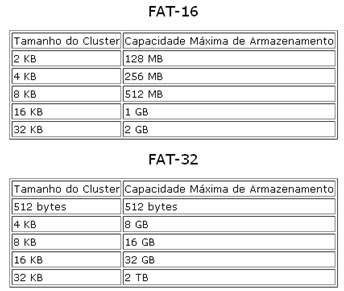 FAT-16
Tamanho do Cluster Capacidade Máxima de Armazenamento
2 KB 128 MB
4 KB 256 MB
8 KB 512 MB
16 KB 1 GB
32 KB 2 GB
FAT-32
Tamanho do Cluster Capacidade Máxima de Armazenamento
512 bytes 512 bytes
4 KB 8 GB
8 KB 16 GB
16 KB 32 GB
32 KB 2 TB